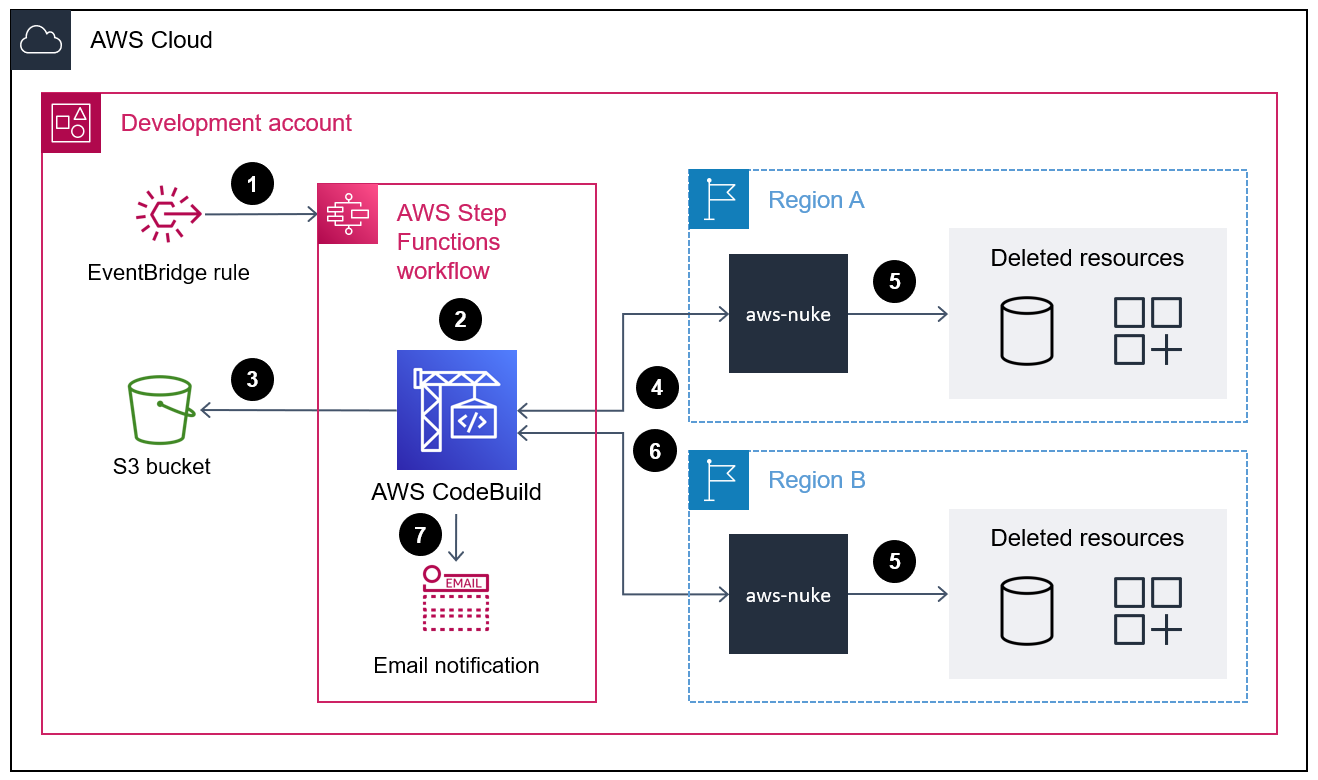 AWS Cloud
Development account
1
EventBridge rule
AWS Step
Functions
workflow
2
3
S3 bucket
</>
AWS CodeBuild
7
EMAIL
Email notification
4
6
Region A
aws-nuke
5
Deleted resources
Region B
aws-nuke
5
Deleted resources